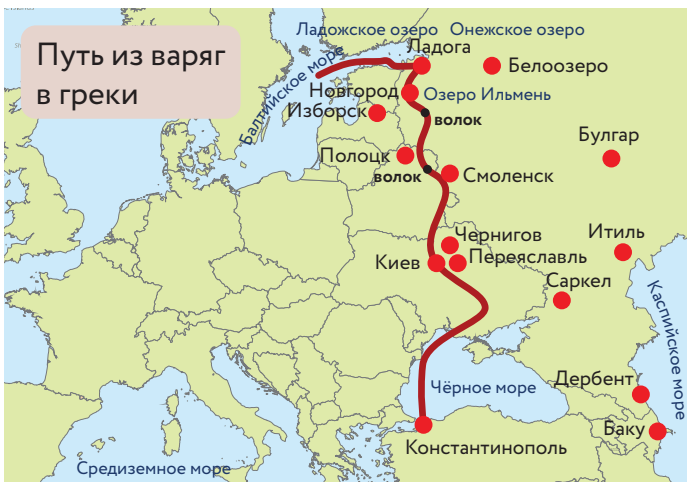 Путь из варяг
в греки
Ладожское озеро
Онежское озеро
Ладога
Белоозеро
Балтийское море
Новгород
Озеро Ильмень
Изборск
волок
Булгар
Полоцк
волок
Смоленск
Чернигов
Итиль
Киев
Переяславль
Саркел
Каспийское море
Чёрное море
Дербент
Баку
Константинополь
Средиземное море